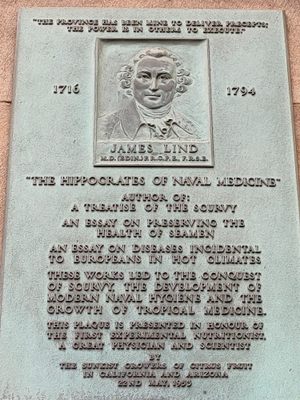 "THE PROVINCE HAS BEEN MINE TO DELIVER PRECEPTS;
THE POWER IS IN OTHERS TO EXECUTE."
1716
1794
JAMES LIND
M.D. (EDIN.) F.R.C.P.E., F.R.S.E.
"THE HIPPOCRATES OF NAVAL MEDICINE"
AUTHOR OF:
A TREATISE OF THE SCURVY
AN ESSAY ON PRESERVING THE
HEALTH OF SEAMEN
AN ESSAY ON DISEASES INCIDENTAL
TO EUROPEANS IN HOT CLIMATES
THESE WORKS LED TO THE CONQUEST
OF SCURVY THE DEVELOPMENT OF
MODERN NAVAL HYGIENE AND THE
GROWTH OF TROPICAL MEDICINE.
THIS PLAQUE IS PRESENTED IN HONOUR OF
THE FIRST EXPERIMENTAL NUTRITIONIST,
A GREAT PHYSICIAN AND SCIENTIST
BY
THE SUNKIST GROWERS OF CITRUS FRUIT
IN CALIFORNIA AND ARIZONA
22ND MAY, 1953